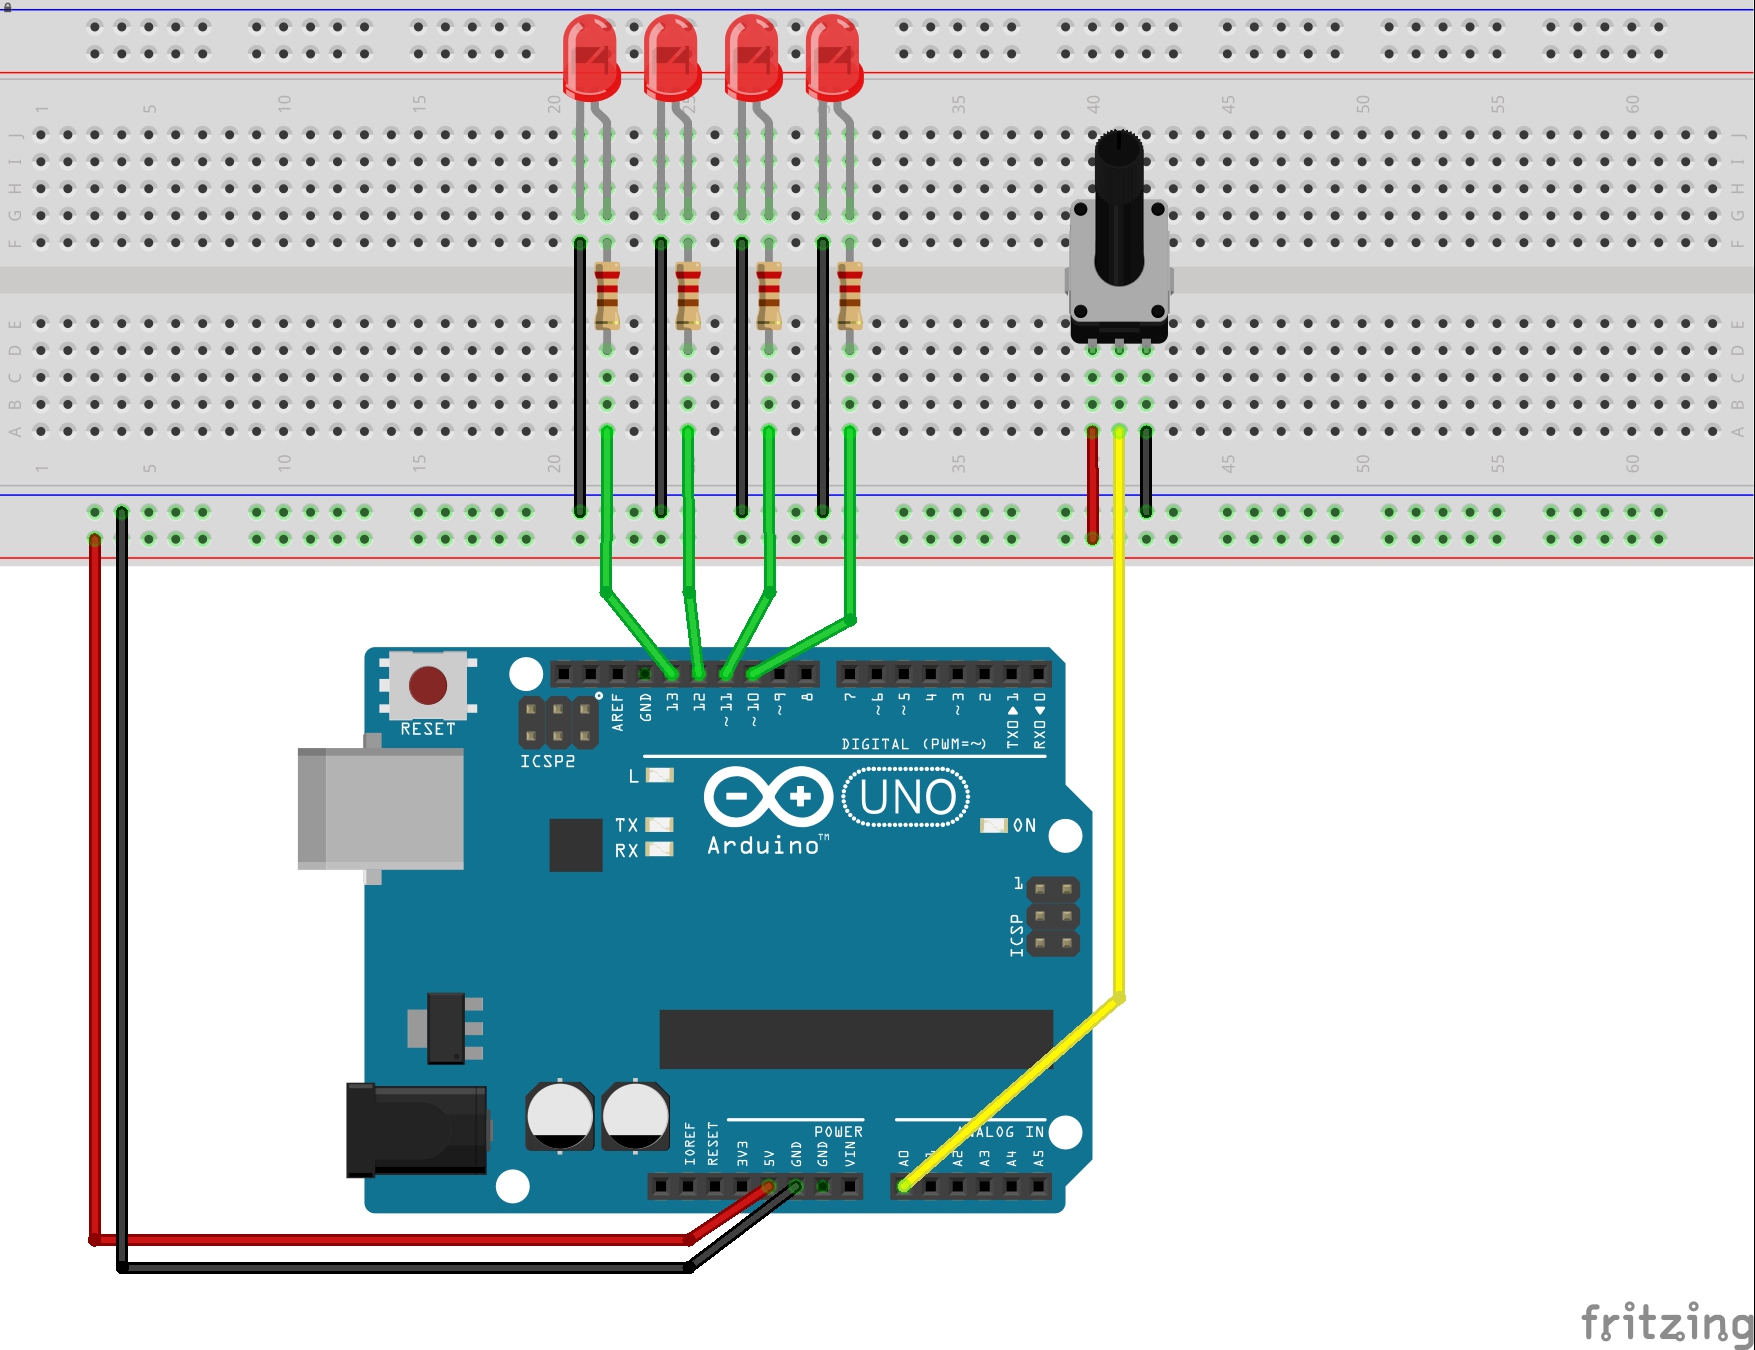 1 5 10 15 20 25 35 40 45 50 55 60
J J
I I
H H
G G
F F
E E
D D
C C
B B
A A
1 5 10 15 20 35 45 50 55 60
RESET
AREF GND 13 12 ~11 ~10 ~9 8 7 ~6 ~5 4 ~3 2 TX0 1 RX0 0
ICSP2
DIGITAL (PWM=~)
L
UNO
TX
ON
RX
Arduino™
1
ICSP
POWER
ANALOG IN
IOREF RESET 3V3 5V GND GND VIN A0 A2 A3 A4 A5
fritzing